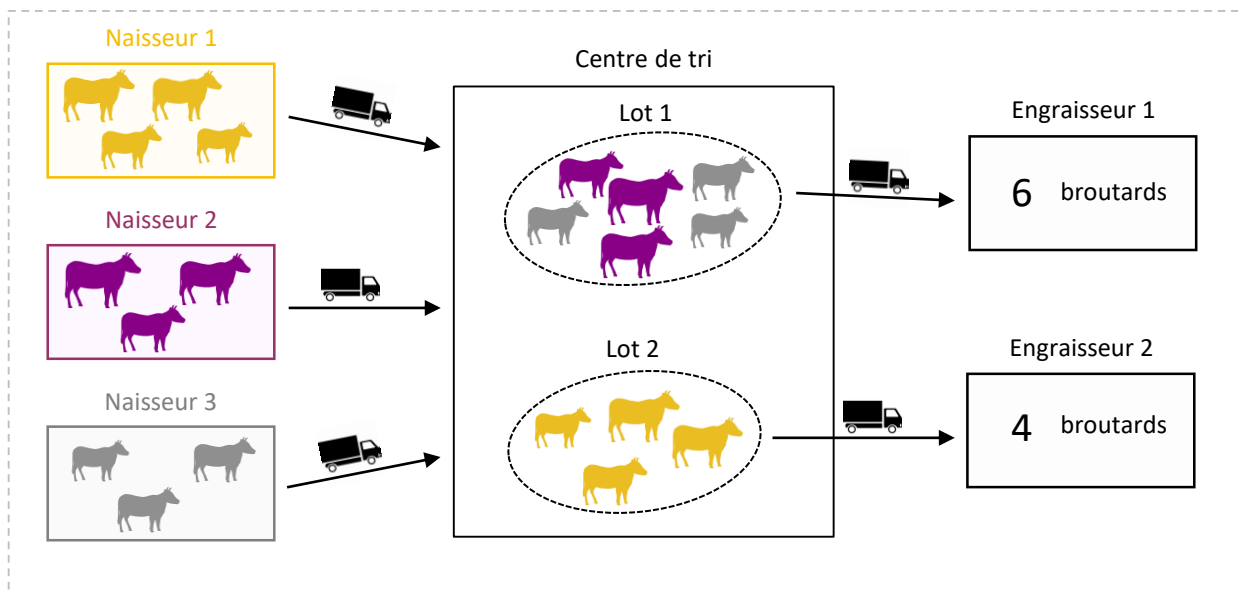 Naisseur 1
Naisseur 2
Naisseur 3
Centre de tri
Lot 1
Lot 2
Engraisseur 1
6 broutards
Engraisseur 2
4 broutards